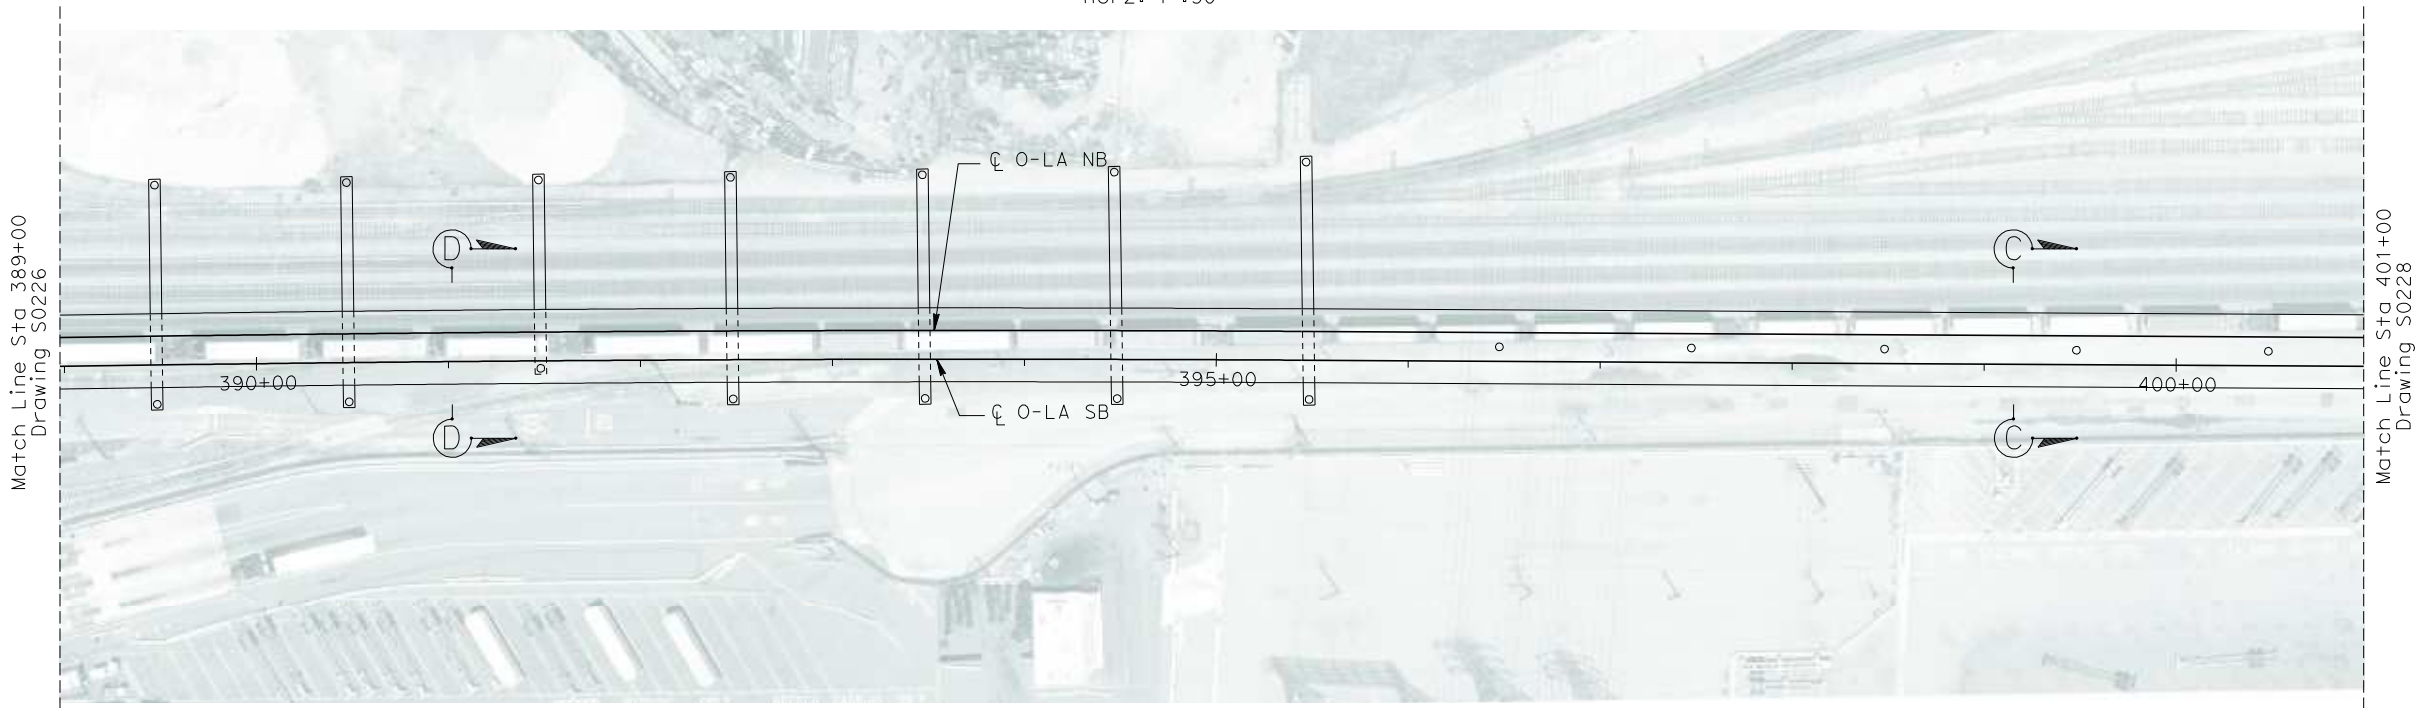 Match Line Sta 389+00
Drawing S0226
℄ O-LA NB
D
C
390+00
395+00
400+00
℄ O-LA SB
D
C
Match Line Sta 401+00
Drawing S0228